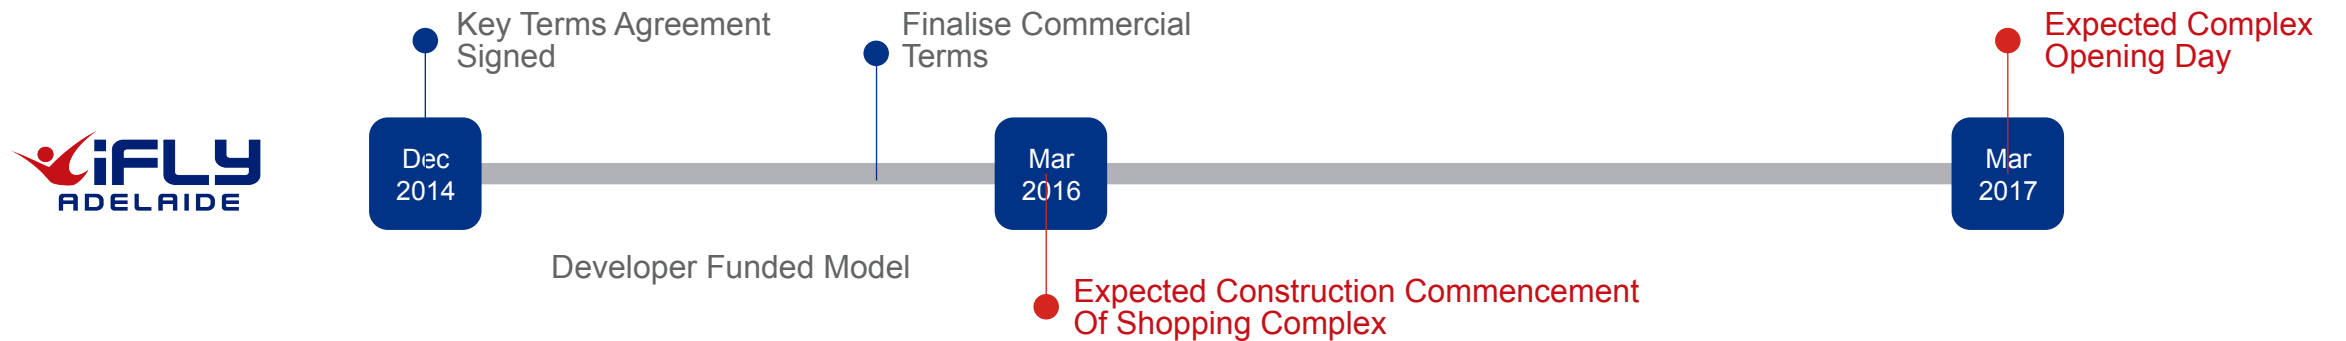 Key Terms Agreement
Signed
Finalise Commercial
Terms
Expected Complex
Opening Day
iFLY
ADELAIDE
Dec
2014
Mar
2016
Mar
2017
Developer Funded Model
Expected Construction Commencement
Of Shopping Complex